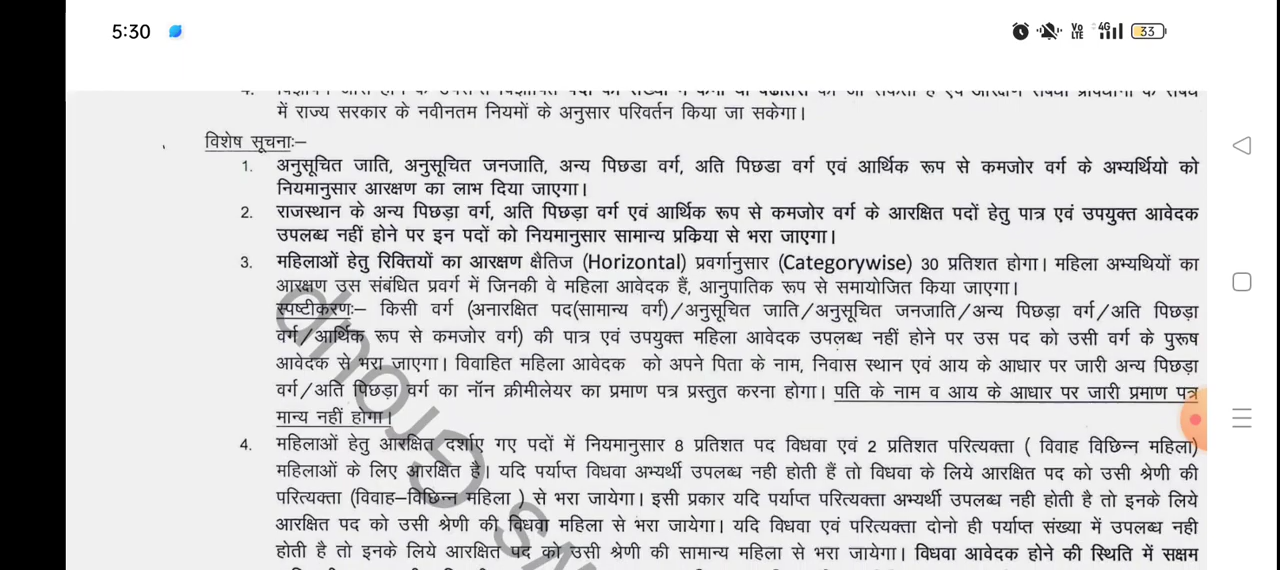 5:30
Vo LTE 4G 33
में राज्य सरकार के नवीनतम नियमों के अनुसार परिवर्तन किया जा सकेगा।
विशेष सूचनाः–
1. अनुसूचित जाति, अनुसूचित जनजाति, अन्य पिछडा वर्ग, अति पिछडा वर्ग एवं आर्थिक रूप से कमजोर वर्ग के अभ्यर्थियो को
नियमानुसार आरक्षण का लाभ दिया जाएगा।
2. राजस्थान के अन्य पिछड़ा वर्ग, अति पिछड़ा वर्ग एवं आर्थिक रूप से कमजोर वर्ग के आरक्षित पदों हेतु पात्र एवं उपयुक्त आवेदक
उपलब्ध नहीं होने पर इन पदों को नियमानुसार सामान्य प्रकिया से भरा जाएगा।
3. महिलाओं हेतु रिक्तियों का आरक्षण क्षैतिज (Horizontal) प्रवर्गानुसार (Categorywise) 30 प्रतिशत होगा। महिला अभ्यथियों का
आरक्षण उस संबंधित प्रवर्ग में जिनकी वे महिला आवेदक हैं, आनुपातिक रूप से समायोजित किया जाएगा।
स्पष्टीकरणः– किसी वर्ग (अनारक्षित पद(सामान्य वर्ग)/अनुसूचित जाति/अनुसूचित जनजाति/अन्य पिछड़ा वर्ग/अति पिछड़ा
वर्ग/आर्थिक रूप से कमजोर वर्ग) की पात्र एवं उपयुक्त महिला आवेदक उपलब्ध नहीं होने पर उस पद को उसी वर्ग के पुरूष
आवेदक से भरा जाएगा। विवाहित महिला आवेदक को अपने पिता के नाम, निवास स्थान एवं आय के आधार पर जारी अन्य पिछड़ा
वर्ग/अति पिछड़ा वर्ग का नॉन क्रीमीलेयर का प्रमाण पत्र प्रस्तुत करना होगा। पति के नाम व आय के आधार पर जारी प्रमाण पत्र
मान्य नहीं होगा।
4. महिलाओं हेतु आरक्षित दर्शाए गए पदों में नियमानुसार 8 प्रतिशत पद विधवा एवं 2 प्रतिशत परित्यक्ता ( विवाह विछिन्न महिला)
महिलाओं के लिए आरक्षित है। यदि पर्याप्त विधवा अभ्यर्थी उपलब्ध नही होती हैं तो विधवा के लिये आरक्षित पद को उसी श्रेणी की
परित्यक्ता (विवाह–विछिन्न महिला ) से भरा जायेगा। इसी प्रकार यदि पर्याप्त परित्यक्ता अभ्यर्थी उपलब्ध नही होती है तो इनके लिये
आरक्षित पद को उसी श्रेणी की विधवा महिला से भरा जायेगा। यदि विधवा एवं परित्यक्ता दोनो ही पर्याप्त संख्या में उपलब्ध नही
होती है तो इनके लिये आरक्षित पद को उसी श्रेणी की सामान्य महिला से भरा जायेगा। विधवा आवेदक होने की स्थिति में सक्षम
Group